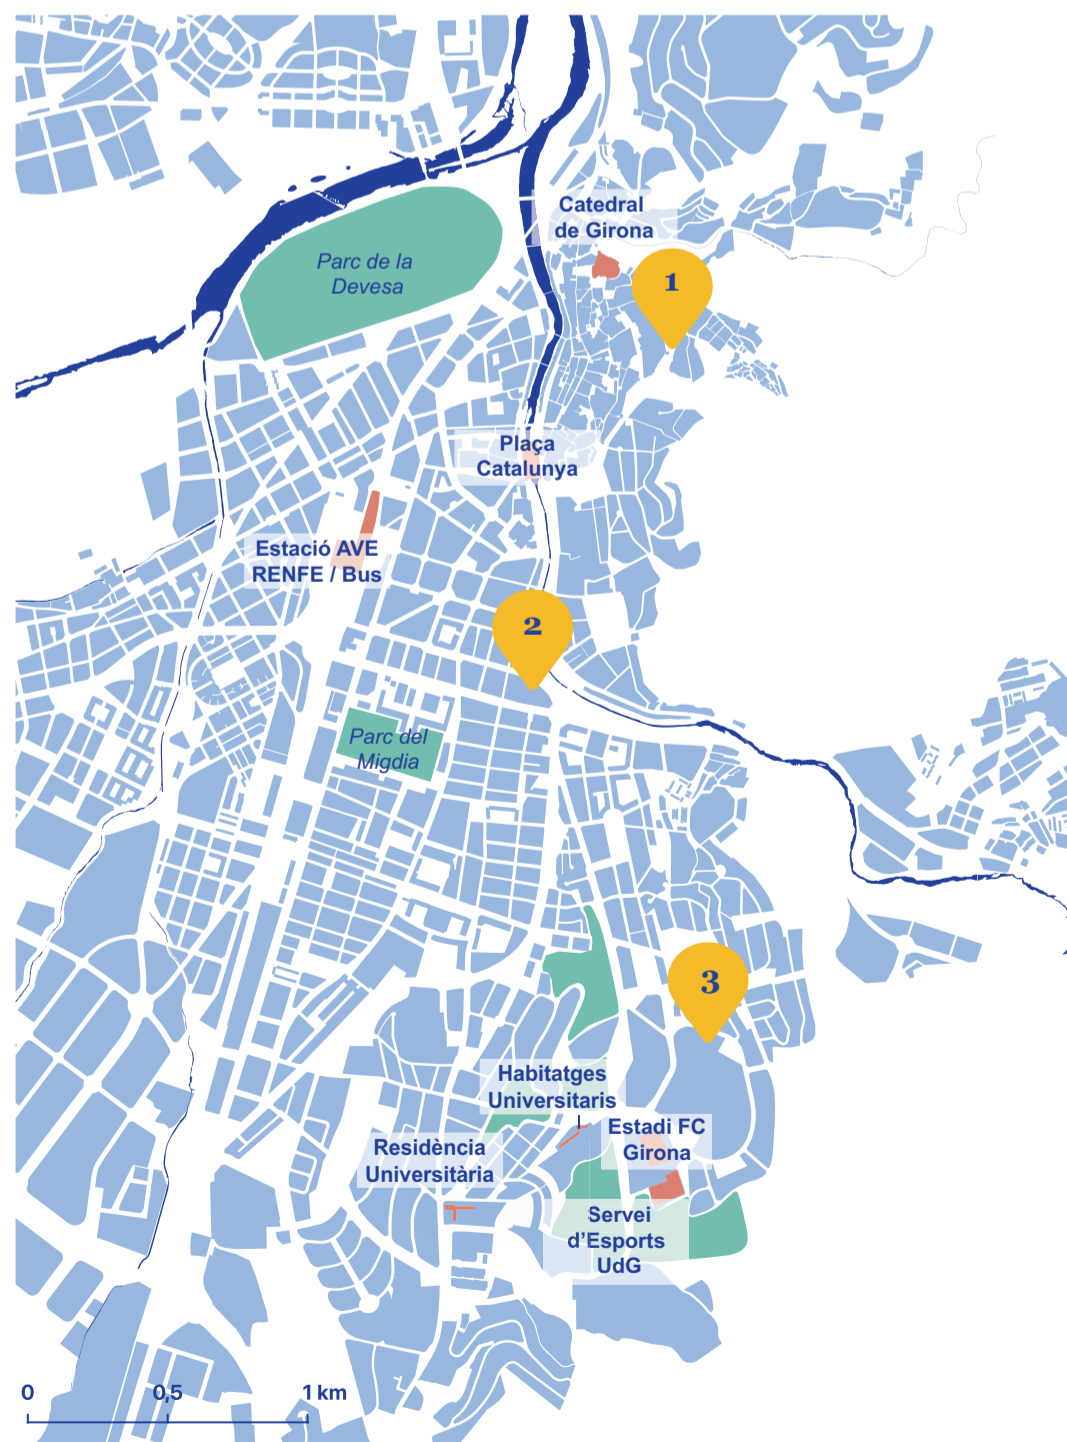 Catedral
de Girona
1
Parc de la
Devesa
Plaça
Catalunya
Estació AVE
RENFE / Bus
2
Parc del
Migdia
3
Habitatges
Universitaris
Estadi FC
Girona
Residència
Universitària
Servei
d'Esports
UdG
0 0,5 1 km